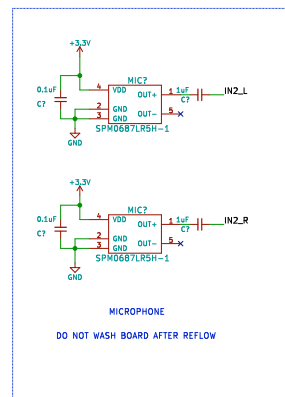 +3.3V
MIC?
0.1uF
C?
4 VDD
OUT+ 1
1uF
C?
IN2_L
2 GND
3 GND
OUT- 5
SPM0687LR5H-1
GND
+3.3V
MIC?
0.1uF
C?
4 VDD
OUT+ 1
1uF
C?
IN2_R
2 GND
3 GND
OUT- 5
SPM0687LR5H-1
GND
MICROPHONE
DO NOT WASH BOARD AFTER REFLOW